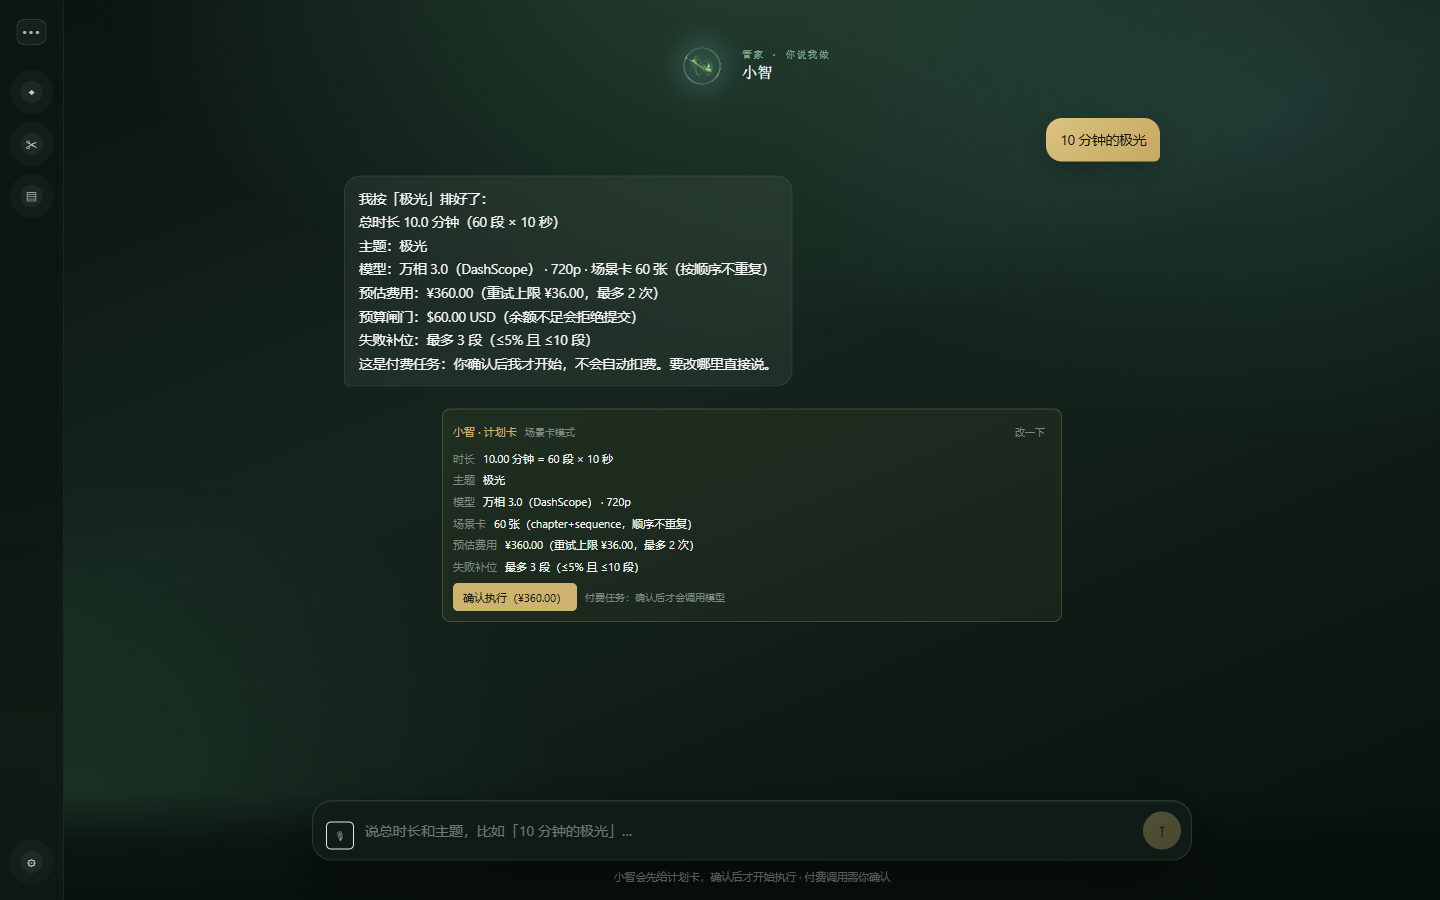 管家 · 你说我做
小智
10 分钟的极光
我按「极光」排好了：
总时长 10.0 分钟（60 段 × 10 秒）
主题：极光
模型：万相 3.0（DashScope） · 720p · 场景卡 60 张（按顺序不重复）
预估费用：¥360.00（重试上限 ¥36.00，最多 2 次）
预算闸门：$60.00 USD（余额不足会拒绝提交）
失败补位：最多 3 段（≤5% 且 ≤10 段）
这是付费任务：你确认后我才开始，不会自动扣费。要改哪里直接说。
小智 · 计划卡 场景卡模式 改一下
时长 10.00 分钟 = 60 段 × 10 秒
主题 极光
模型 万相 3.0（DashScope） · 720p
场景卡 60 张（chapter+sequence，顺序不重复）
预估费用 ¥360.00（重试上限 ¥36.00，最多 2 次）
失败补位 最多 3 段（≤5% 且 ≤10 段）
确认执行（¥360.00） 付费任务：确认后才会调用模型
说总时长和主题，比如「10 分钟的极光」...
小智会先给计划卡，确认后才开始执行 · 付费调用需你确认